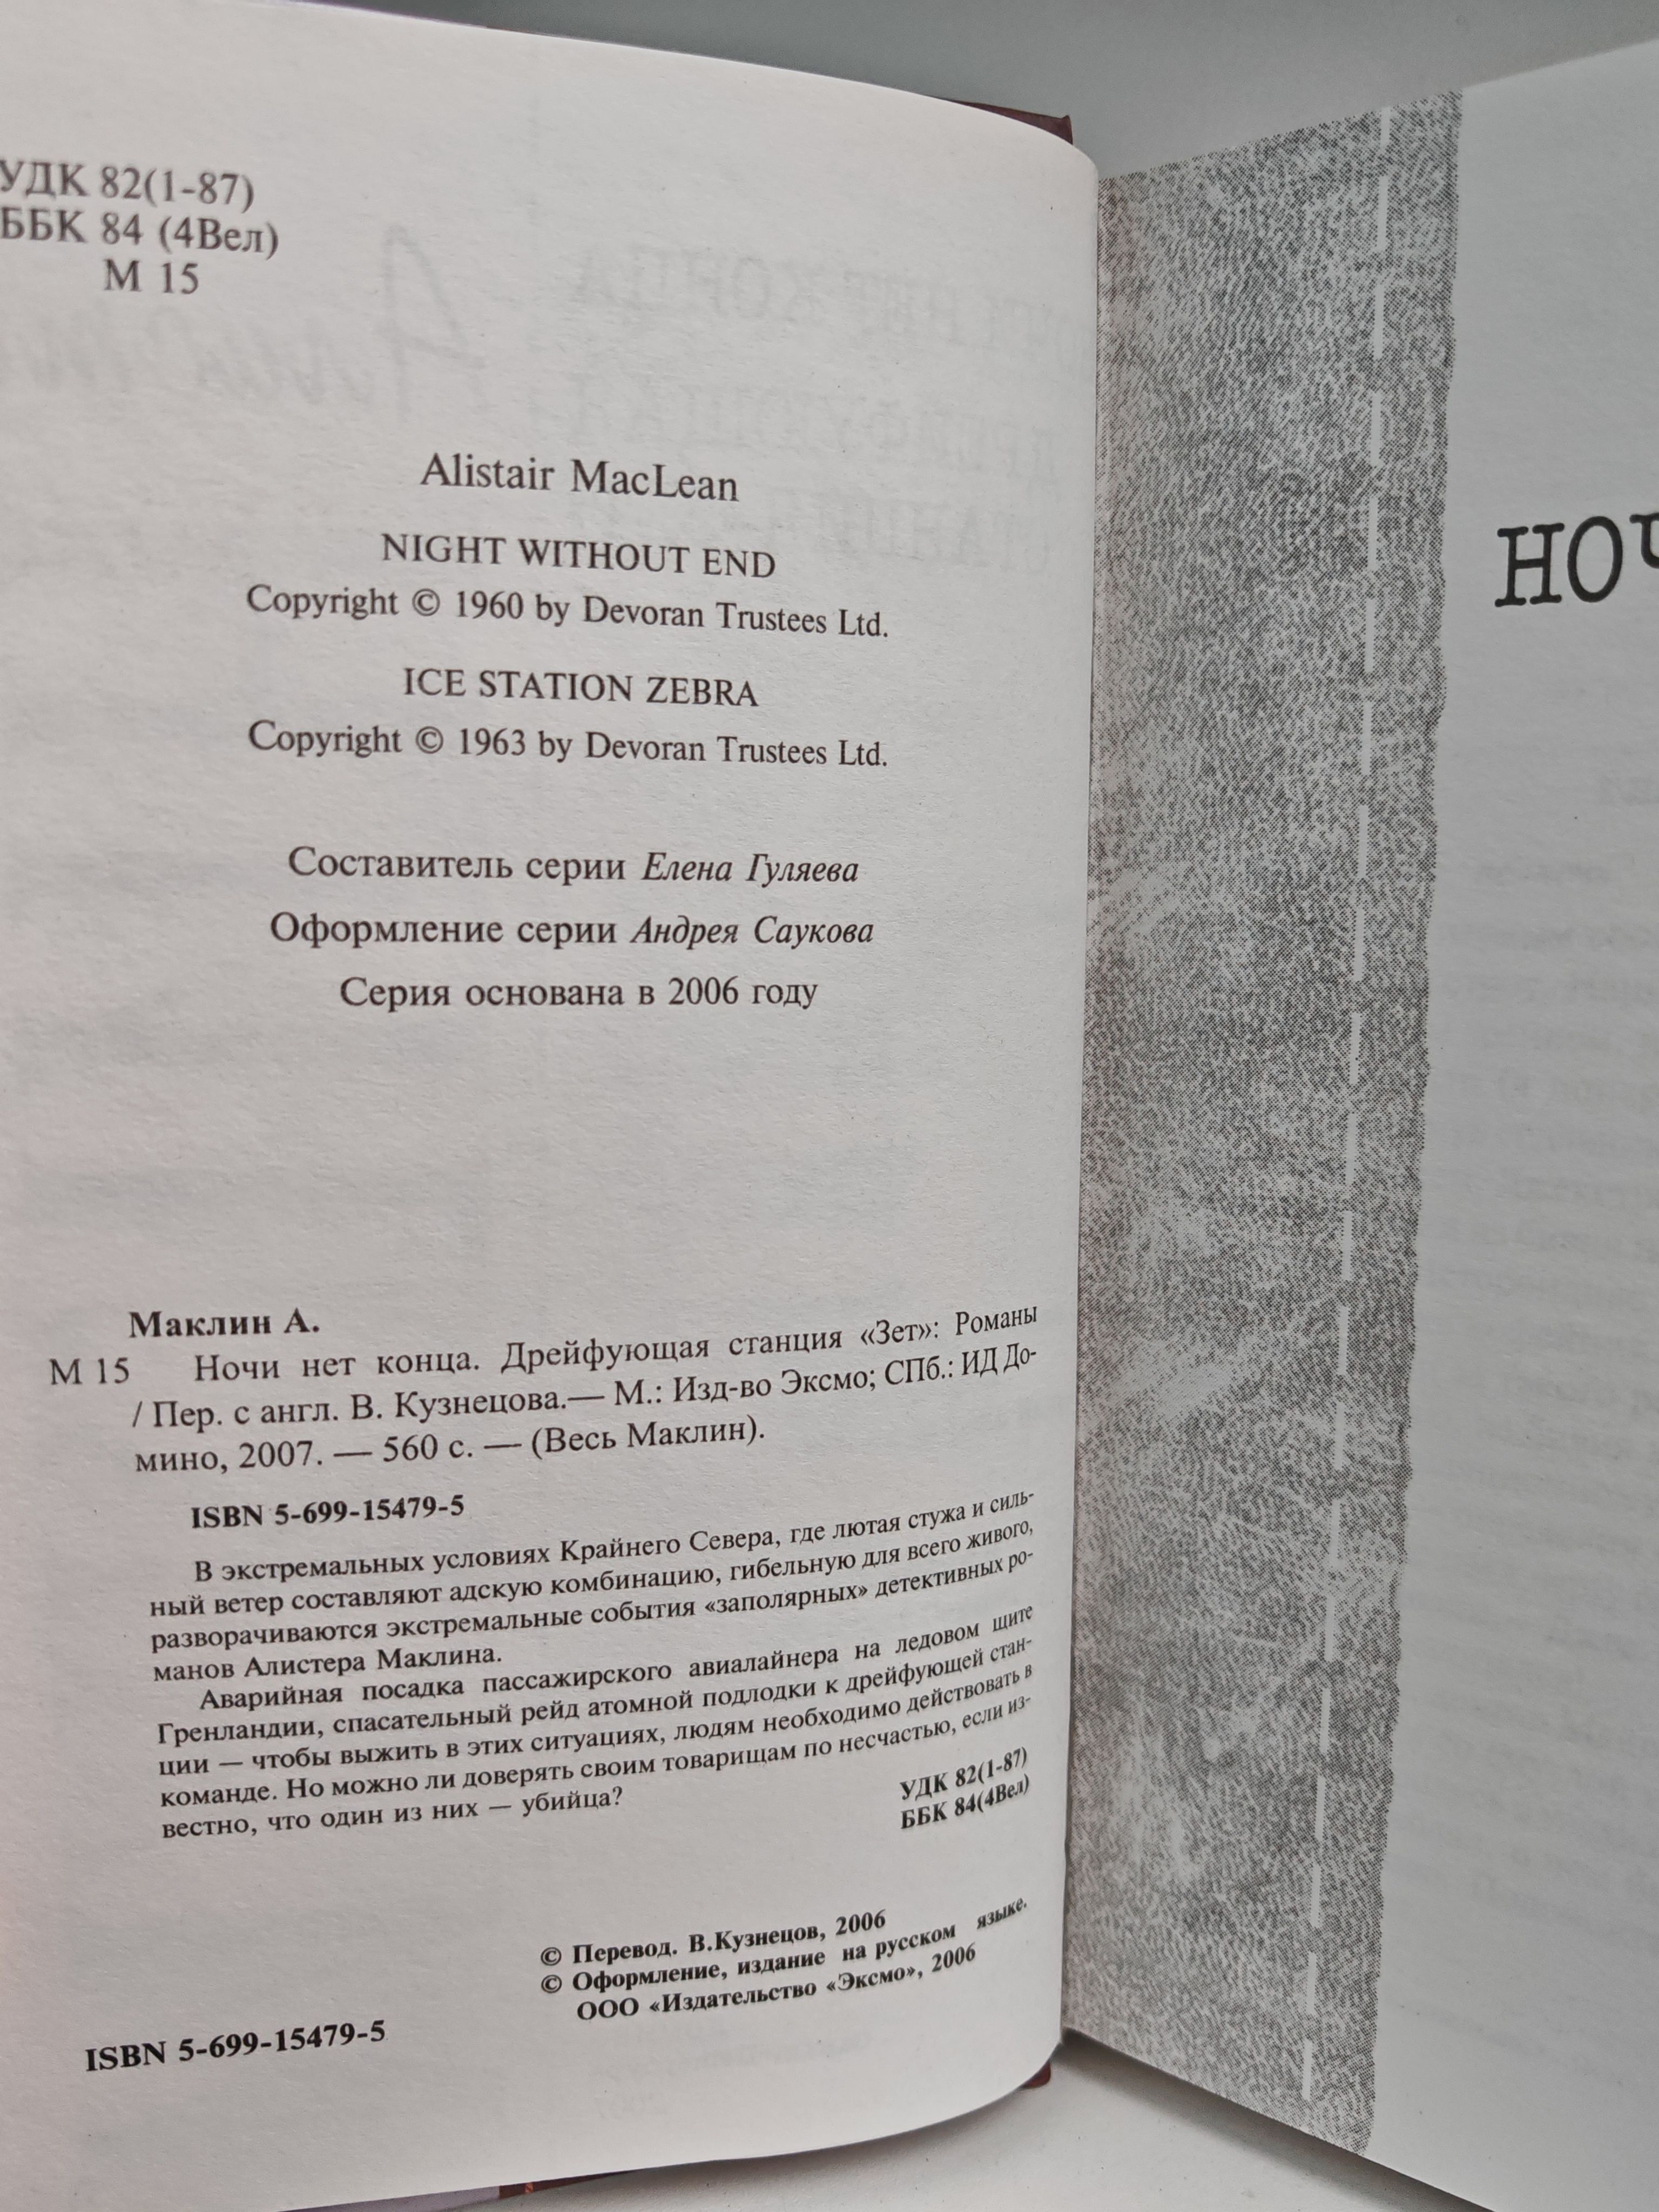 УДК 82(1-87)
ББК 84 (4Вел)
М 15
Alistair MacLean
NIGHT WITHOUT END
Copyright © 1960 by Devoran Trustees Ltd.
ICE STATION ZEBRA
Copyright © 1963 by Devoran Trustees Ltd.
Составитель серии Елена Гуляева
Оформление серии Андрея Саукова
Серия основана в 2006 году
Маклин А.
М 15 Ночи нет конца. Дрейфующая станция «Зет»: Романы
/ Пер. с англ. В. Кузнецова.— М.: Изд-во Эксмо; СПб.: ИД До-
мино, 2007. — 560 с. — (Весь Маклин).
ISBN 5-699-15479-5
В экстремальных условиях Крайнего Севера, где лютая стужа и силь-
ный ветер составляют адскую комбинацию, гибельную для всего живого,
разворачиваются экстремальные события «заполярных» детективных ро-
манов Алистера Маклина.
Аварийная посадка пассажирского авиалайнера на ледовом щите
Гренландии, спасательный рейд атомной подлодки к дрейфующей стан-
ции — чтобы выжить в этих ситуациях, людям необходимо действовать в
команде. Но можно ли доверять своим товарищам по несчастью, если из-
вестно, что один из них — убийца?
УДК 82(1-87)
ББК 84(4Вел)
© Перевод. В.Кузнецов, 2006
© Оформление, издание на русском языке.
ООО «Издательство «Эксмо», 2006
ISBN 5-699-15479-5
НОЧ